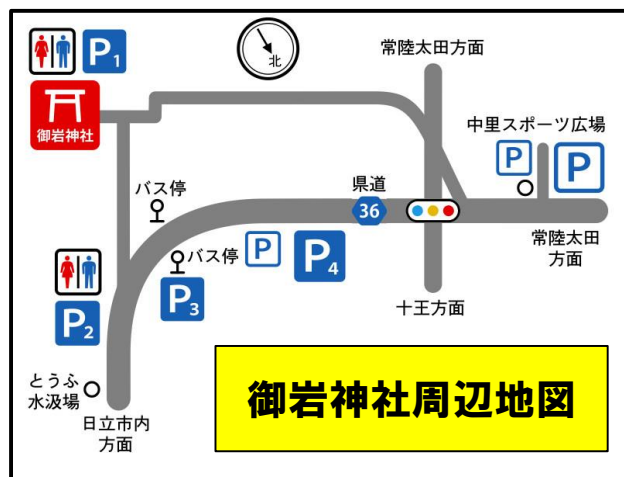 P1
北
常陸太田方面
御岩神社
中里スポーツ広場
P
P
バス停
県道
36
バス停
P
P4
常陸太田
方面
P3
P2
十王方面
とうふ
水汲場
日立市内
方面
御岩神社周辺地図